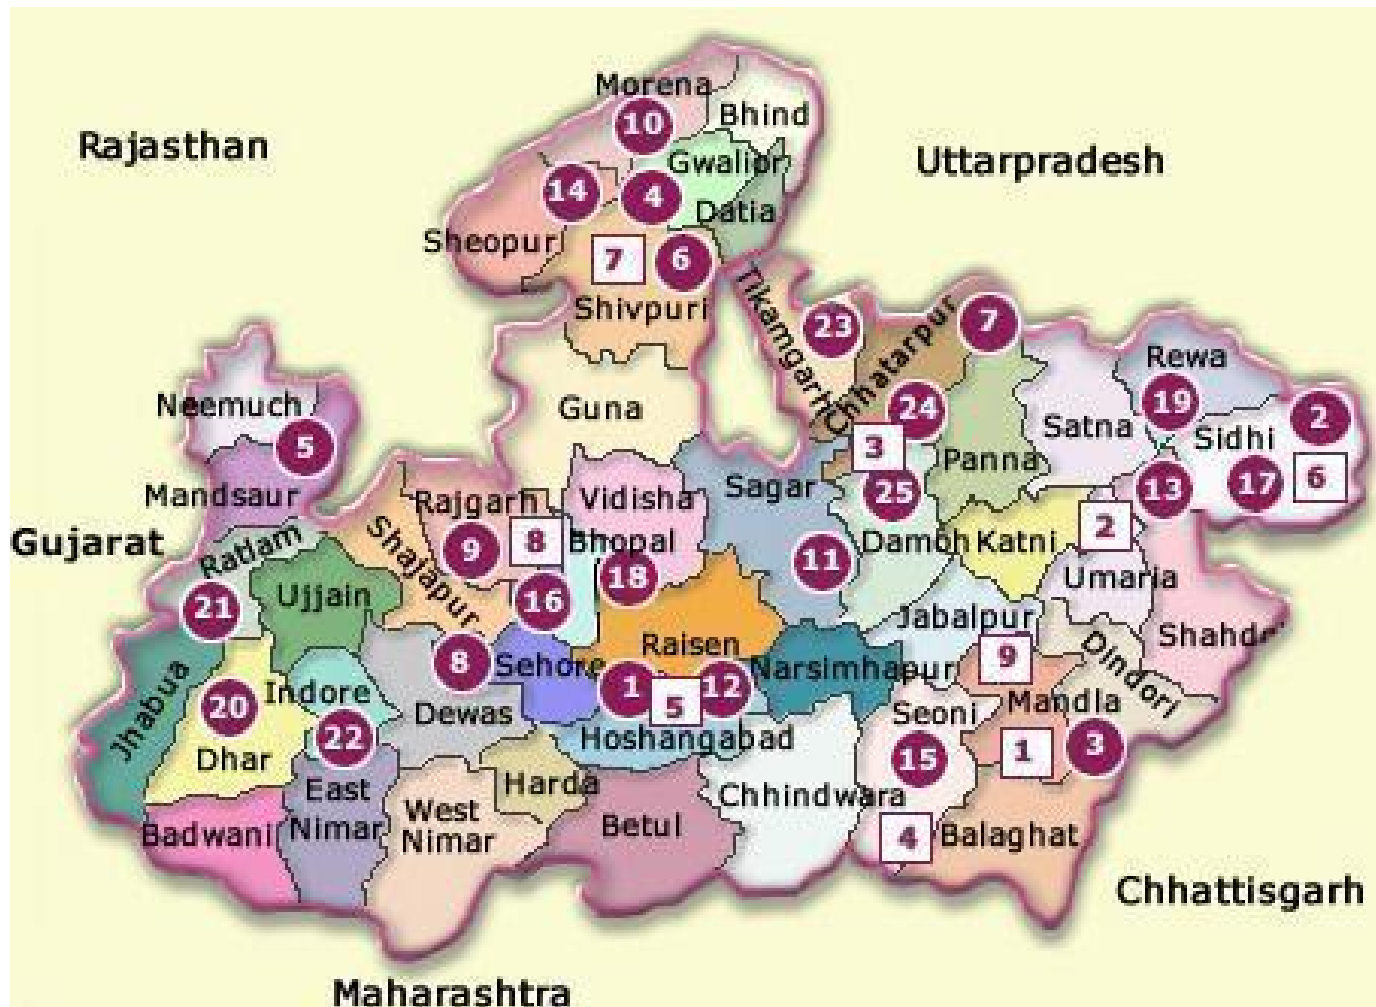 Morena
10
Bhind
Rajasthan
Gwalior
Uttarpradesh
14
4
Datia
Sheopur
7
6
Shivpuri
Tikamgarh
23
Chhatarpur
7
Rewa
Neemuch
Guna
24
19
2
5
Satna
Sidhi
3
Panna
Mandsaur
Rajgarh
Vidisha
Sagar
25
13
17
6
Gujarat
Ratlam
Shajapur
9
8
Bhopal
11
Damoh
Katni
2
Ujjain
18
Umaria
21
16
Jabalpur
Shahdr
Jhabua
8
Sehore
Raisen
Narsimhapur
9
Dindori
20
Indore
Dewas
1
5
12
Seoni
Mandla
Dhar
22
Hoshangabad
15
1
3
East
Nimar
West
Nimar
Harda
Chhindwara
Badwani
Betul
4
Balaghat
Chhattisgarh
Maharashtra